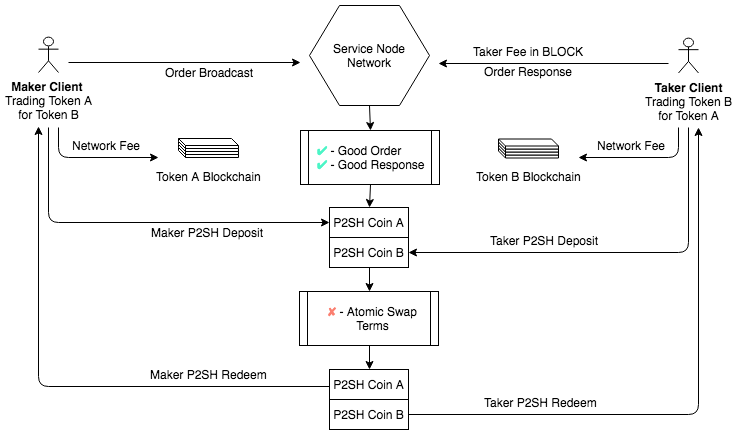 Service Node
Network
Order Broadcast
Taker Fee in BLOCK
Order Response
Maker Client
Trading Token A
for Token B
Taker Client
Trading Token B
for Token A
Network Fee
Token A Blockchain
✔ - Good Order
✔ - Good Response
Network Fee
Token B Blockchain
Maker P2SH Deposit
P2SH Coin A
P2SH Coin B
Taker P2SH Deposit
✘ - Atomic Swap
Terms
Maker P2SH Redeem
P2SH Coin A
P2SH Coin B
Taker P2SH Redeem